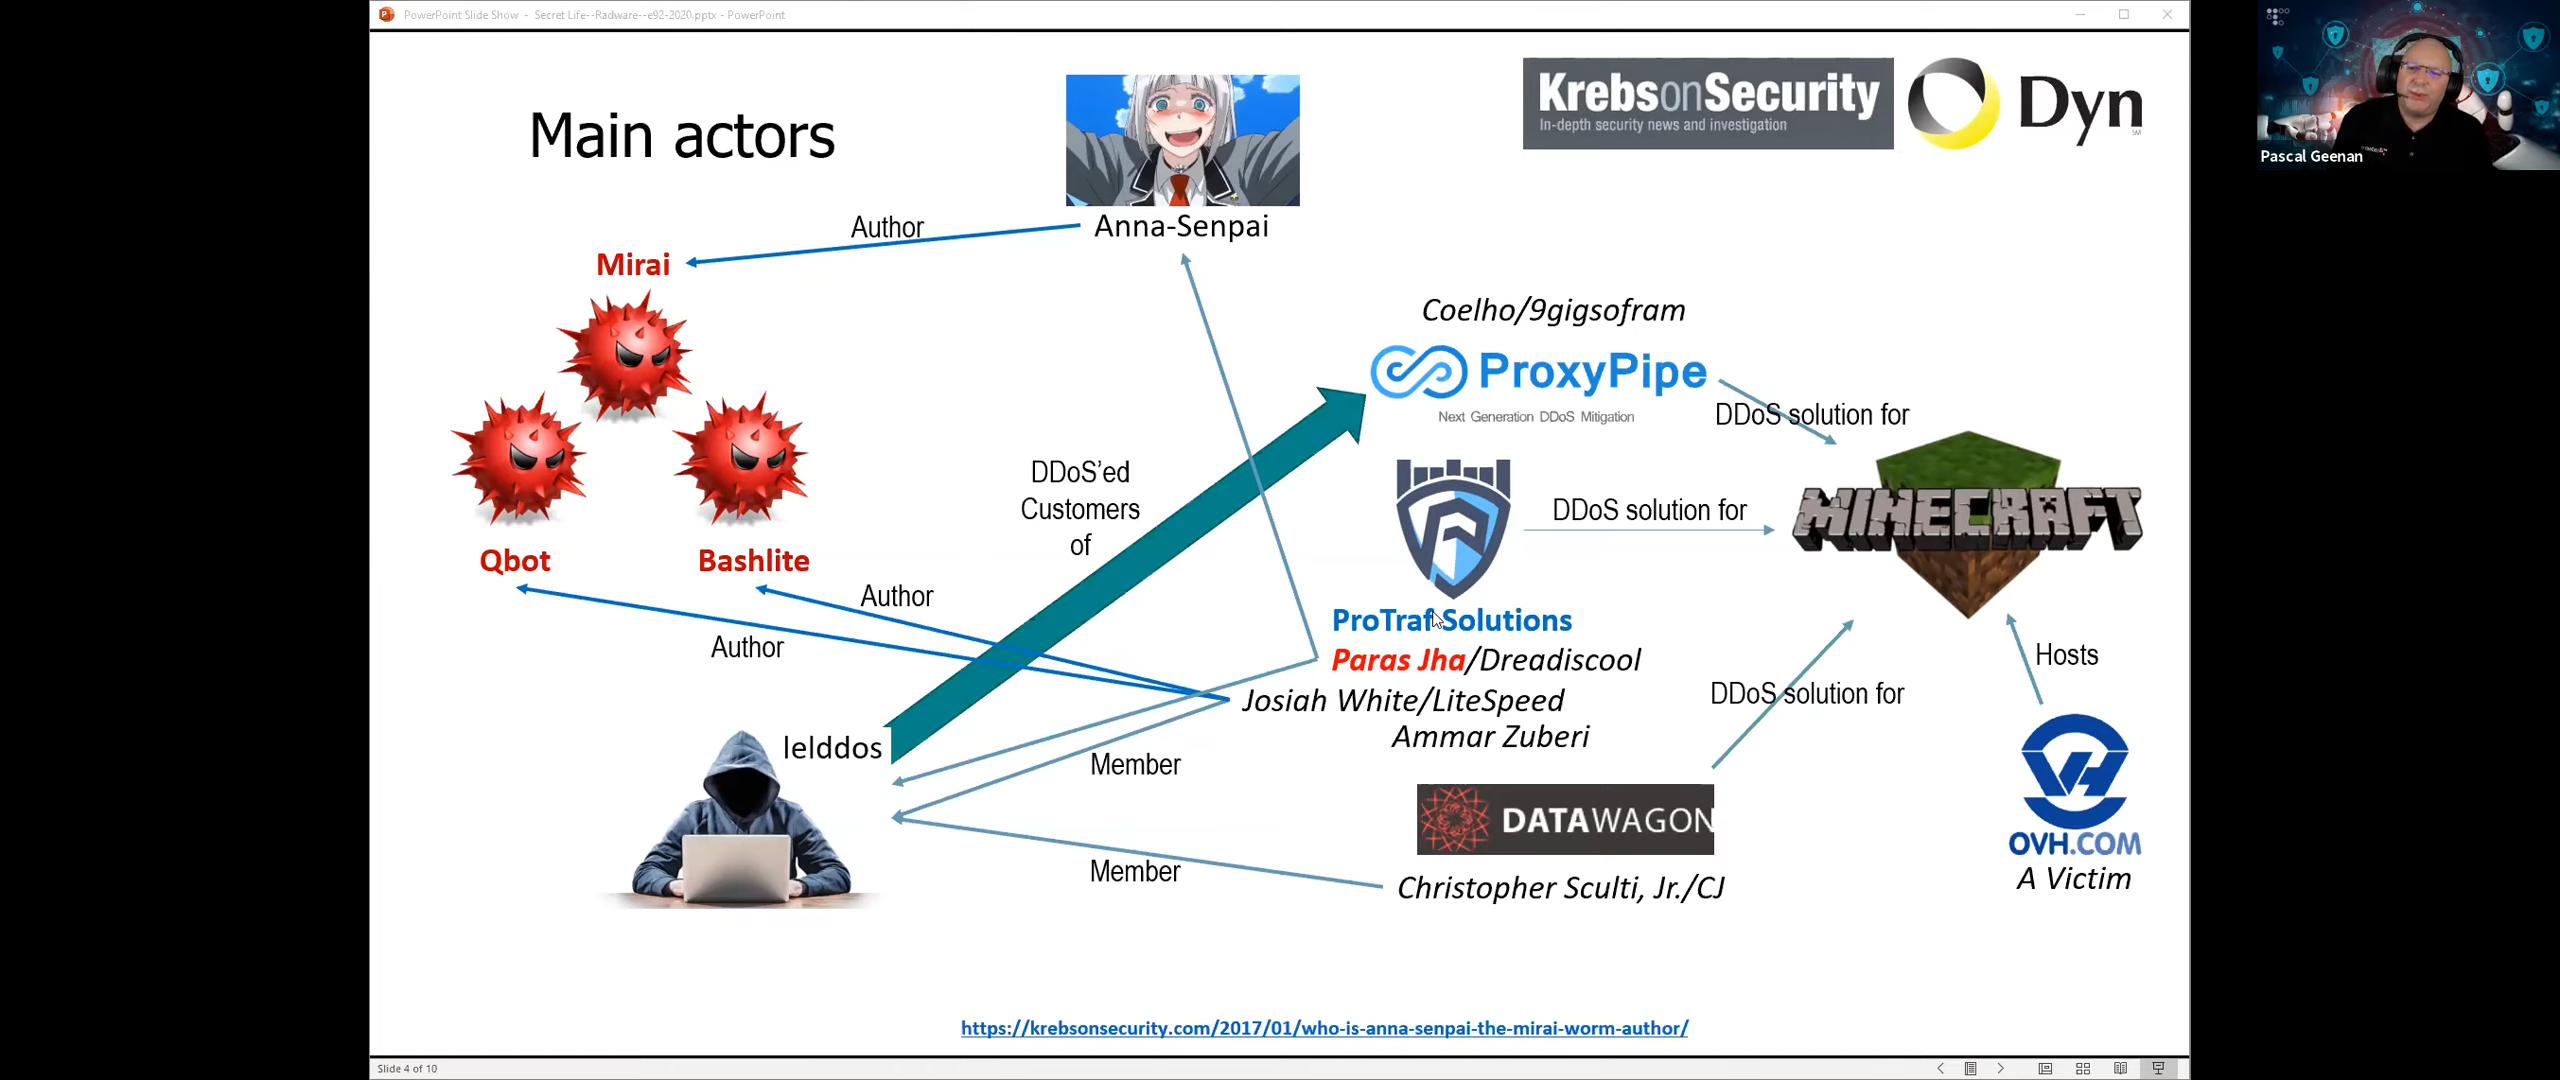 PowerPoint Slide Show - Secret Life--Radware--e92-2020.pptx - PowerPoint
Main actors
KrebsonSecurity
In-depth security news and investigation
Dyn
SM
Pascal Geenan
Author
Anna-Senpai
Mirai
Coelho/9gigsofram
ProxyPipe
Next Generation DDoS Mitigation
DDoS solution for
DDoS'ed
Customers
of
DDoS solution for
MINECRAFT
Qbot
Bashlite
Author
Author
ProTraf Solutions
Paras Jha/Dreadiscool
Josiah White/LiteSpeed
Ammar Zuberi
Hosts
DDoS solution for
lelddos
Member
DATAWAGON
OVH.COM
A Victim
Member
Christopher Sculti, Jr./CJ
https://krebsonsecurity.com/2017/01/who-is-anna-senpai-the-mirai-worm-author/
Slide 4 of 10